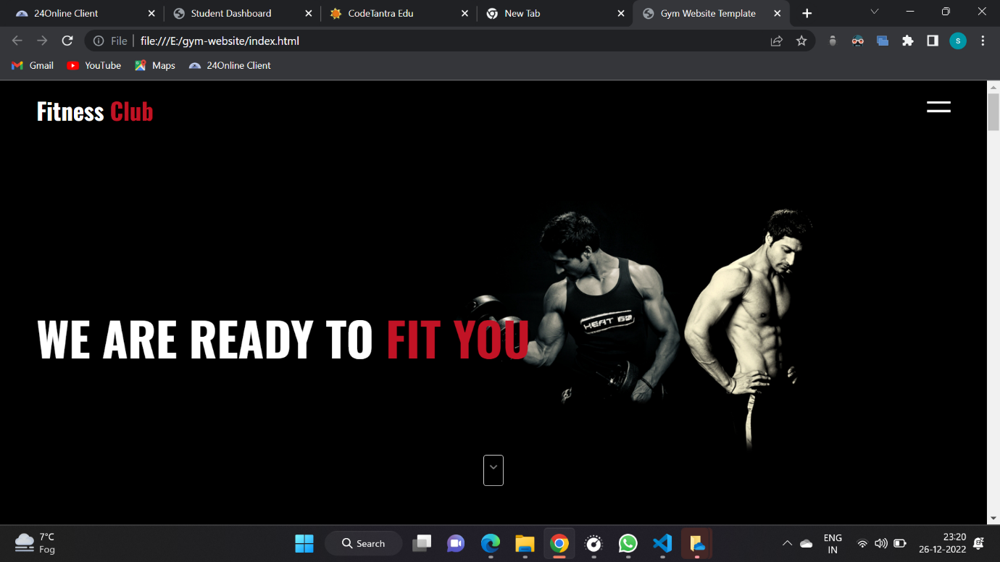 24Online Client
Student Dashboard
CodeTantra Edu
New Tab
Gym Website Template
File
file:///E:/gym-website/index.html
S
Gmail
YouTube
Maps
24Online Client
Fitness Club
HEAT GO
WE ARE READY TO FIT YOU
7°C
Fog
Search
ENG
IN
23:20
26-12-2022